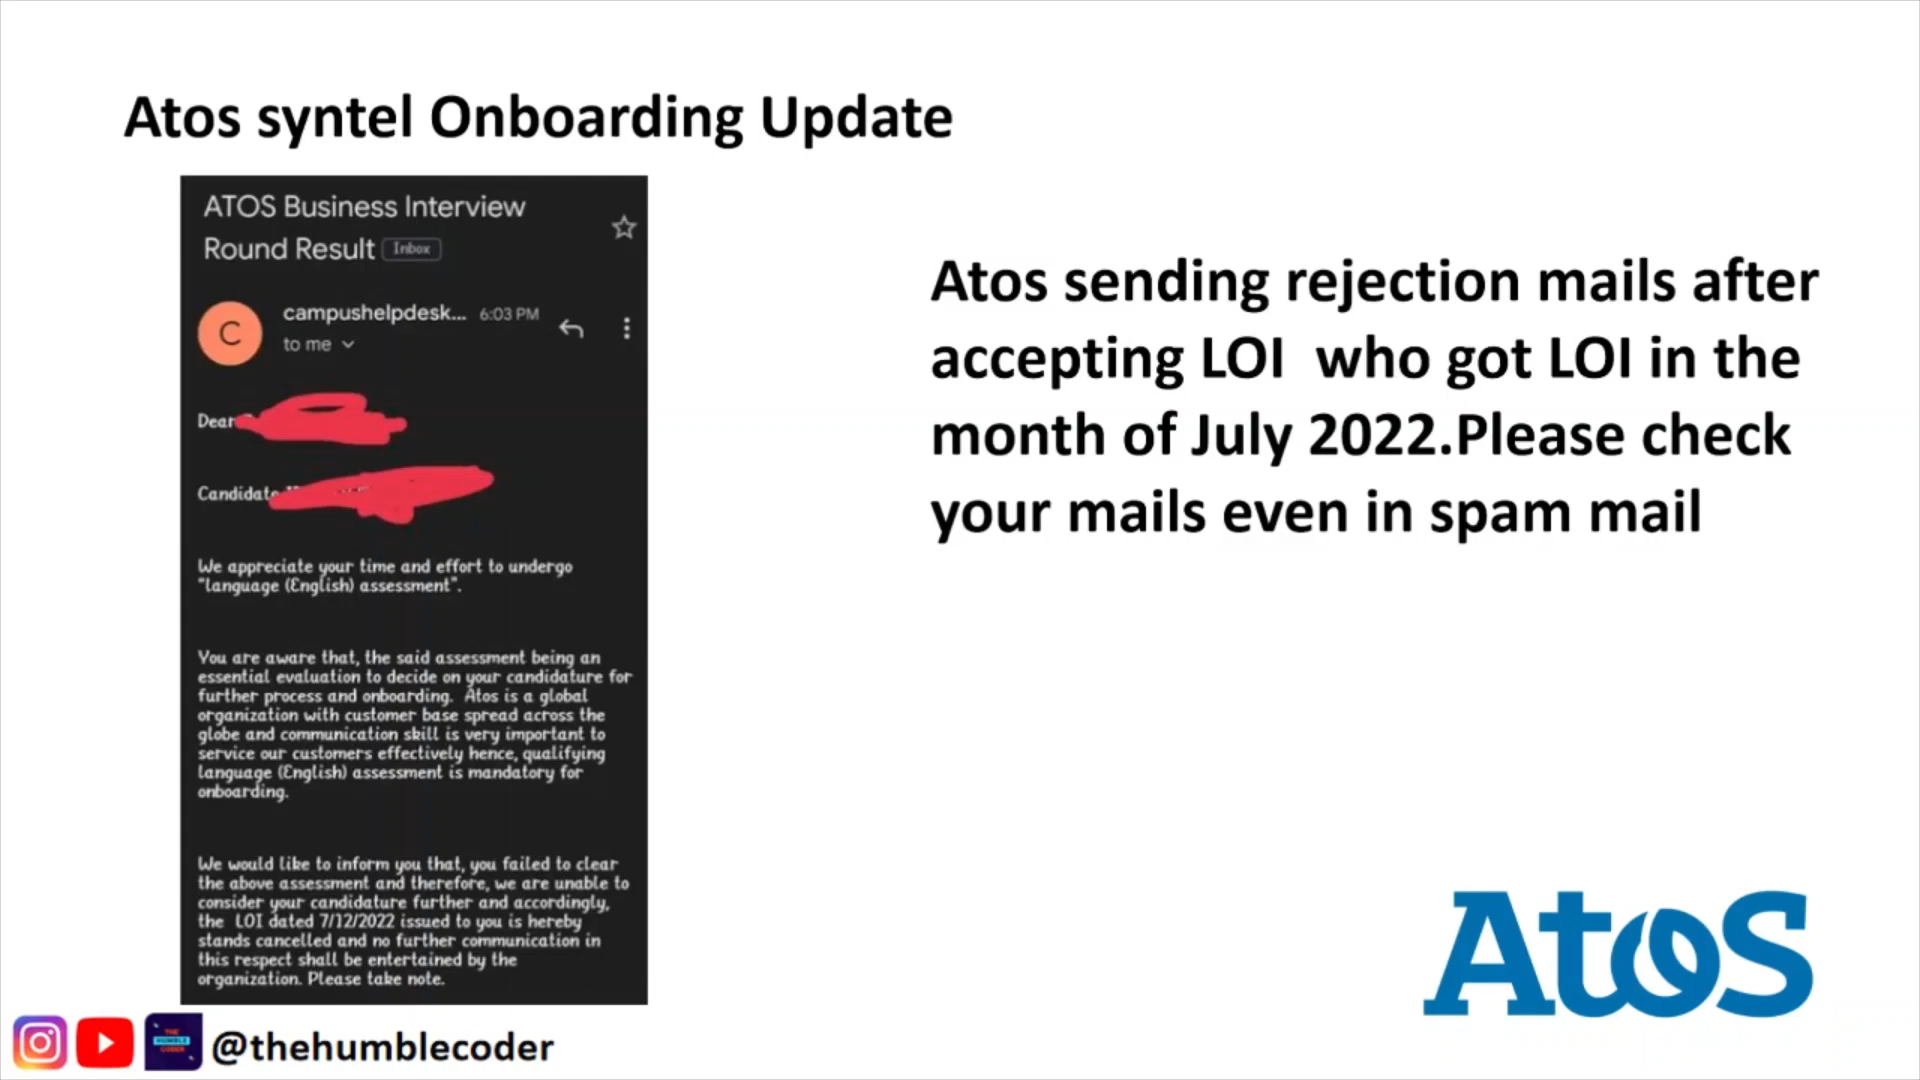 Atos syntel Onboarding Update
ATOS Business Interview
Round Result Inbox
campushelpdesk... 6:03 PM
C
to me
Dear
Candidate
We appreciate your time and effort to undergo
"language (English) assessment".
You are aware that, the said assessment being an
essential evaluation to decide on your candidature for
further process and onboarding. Atos is a global
organization with customer base spread across the
globe and communication skill is very important to
service our customers effectively hence, qualifying
language (English) assessment is mandatory for
onboarding.
We would like to inform you that, you failed to clear
the above assessment and therefore, we are unable to
consider your candidature further and accordingly,
the LOI dated 7/12/2022 issued to you is hereby
stands cancelled and no further communication in
this respect shall be entertained by the
organization. Please take note.
Atos sending rejection mails after
accepting LOI who got LOI in the
month of July 2022.Please check
your mails even in spam mail
Atos
THE
HUMBLE
CODER
@thehumblecoder